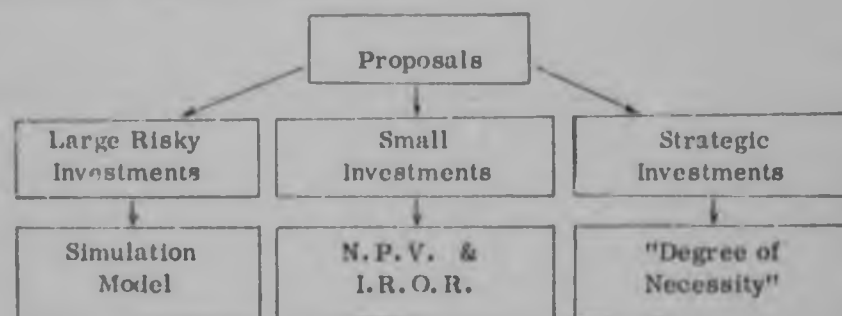 Proposals
Large Risky
Investments
Small
Investments
Strategic
Investments
Simulation
Model
N.P.V. &
I.R.O.R.
"Degree of
Necessity"